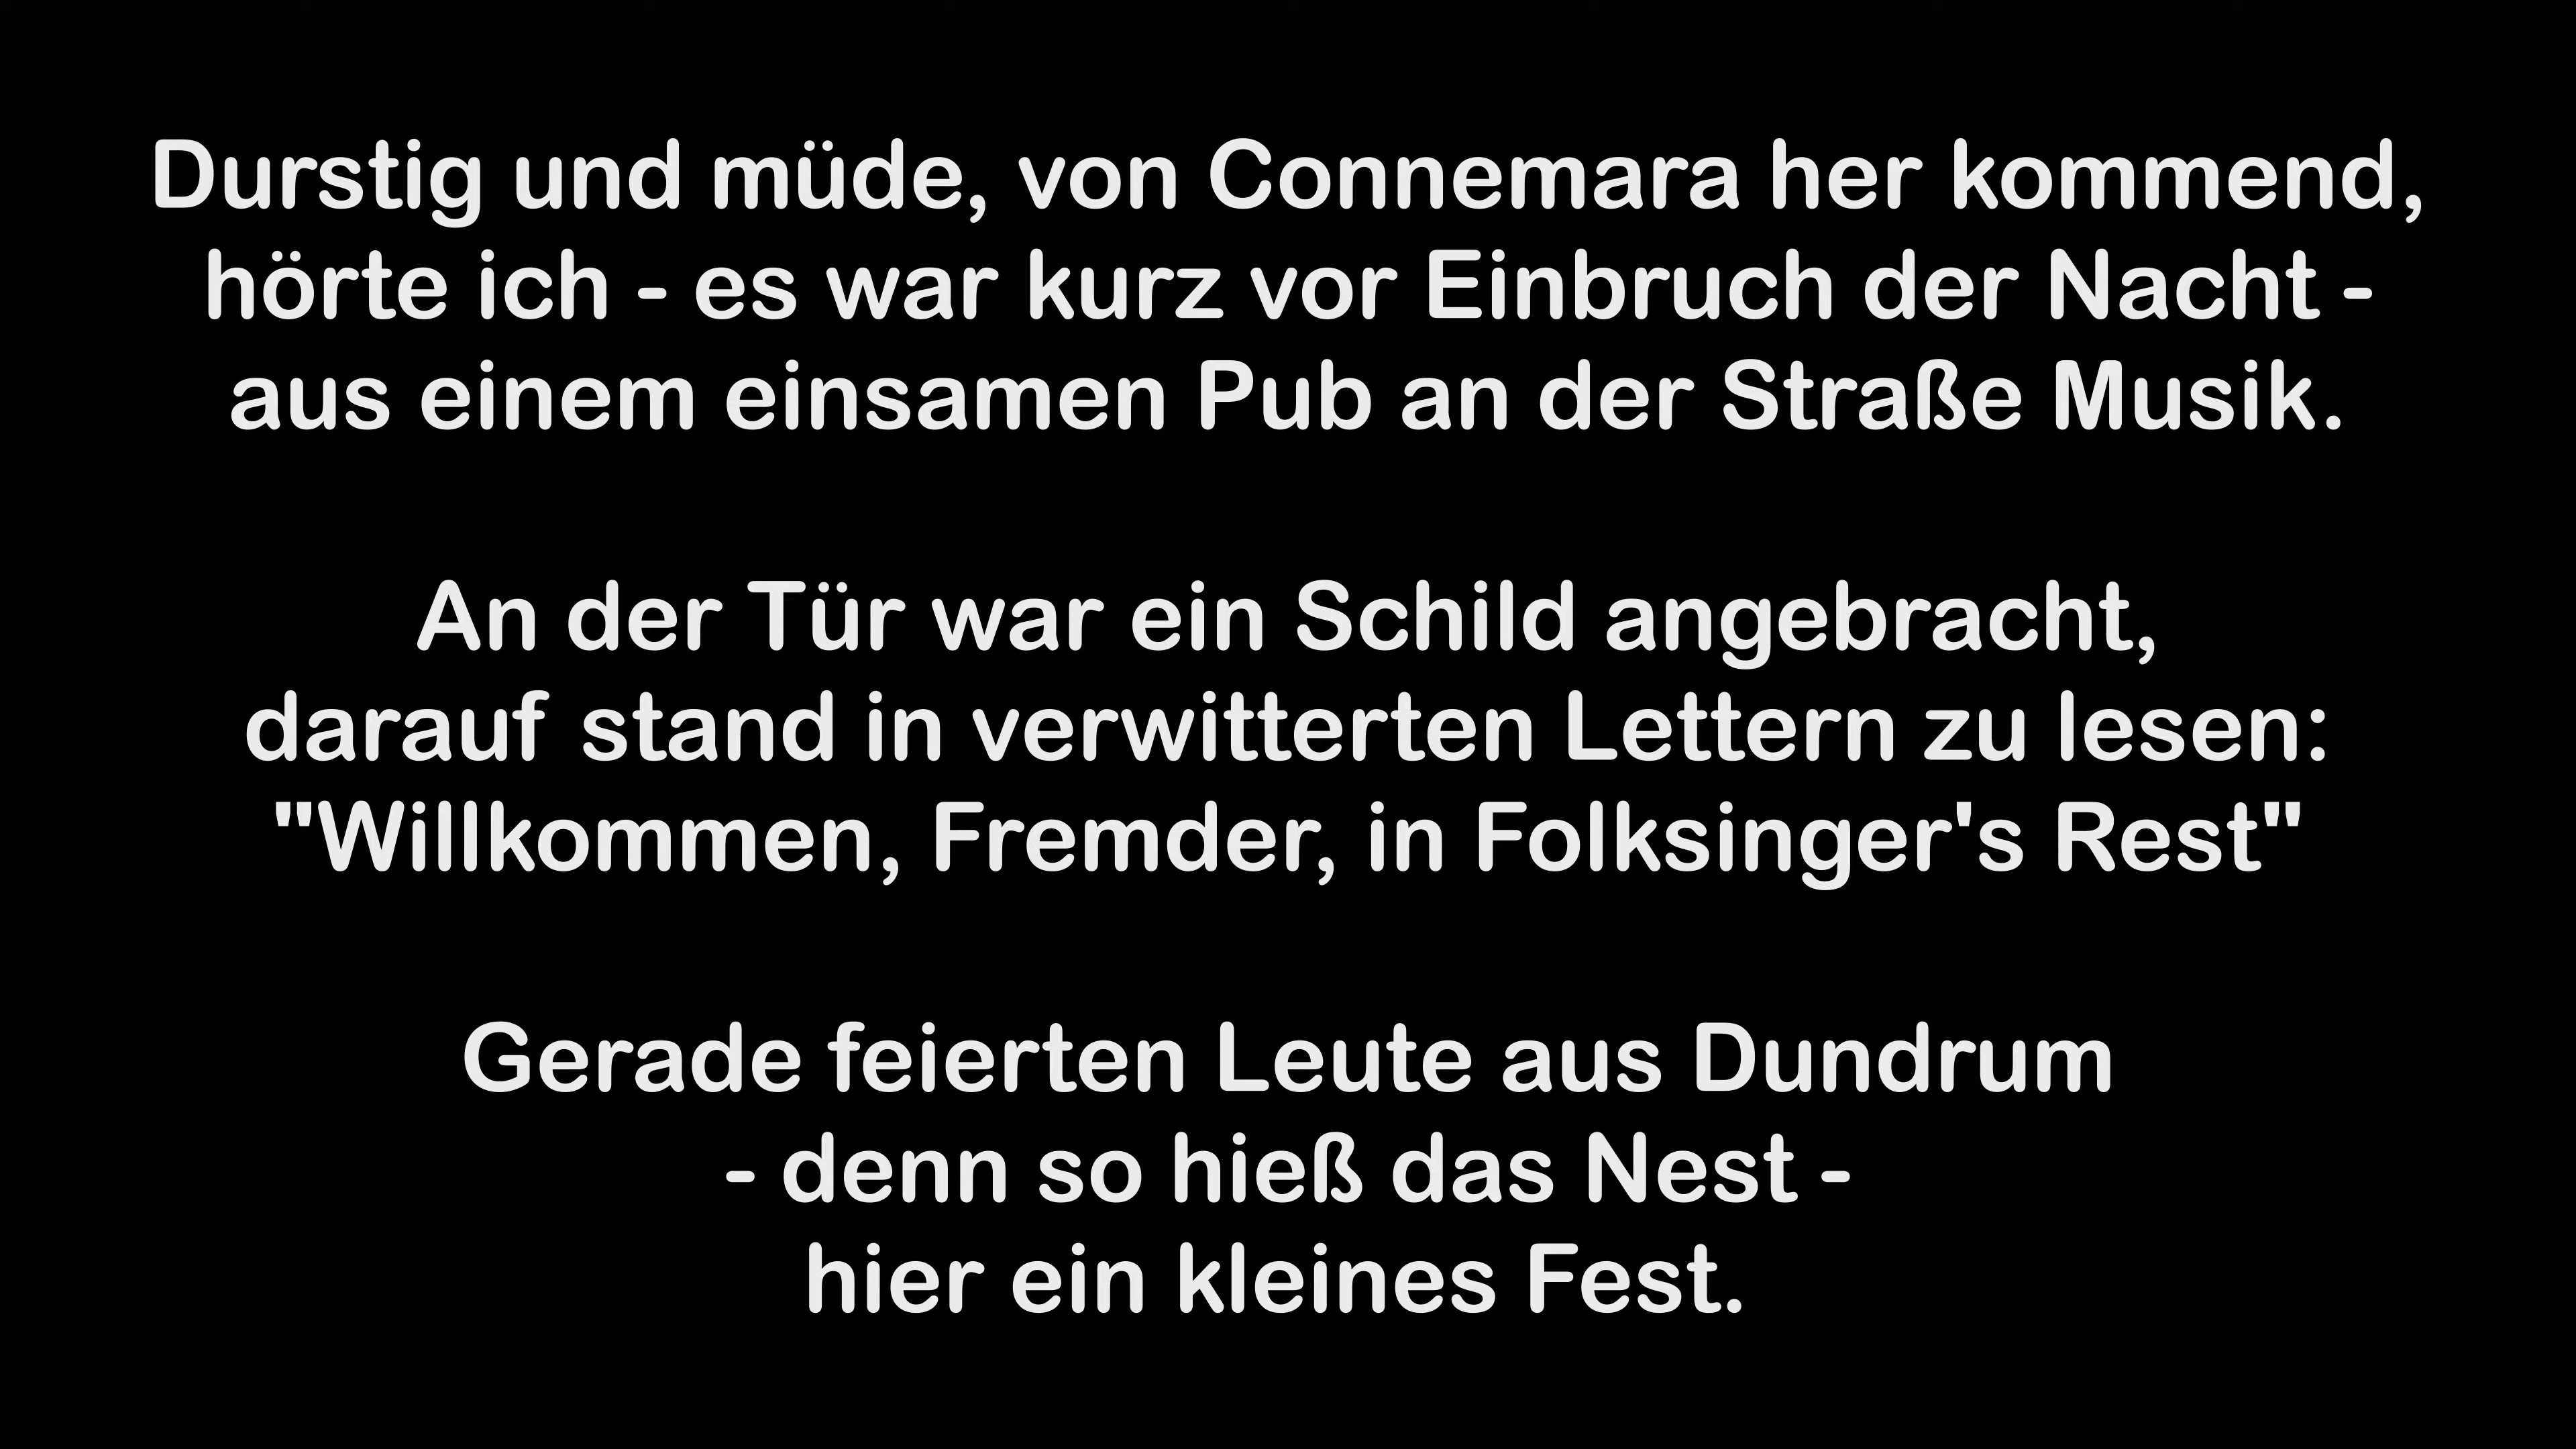 Durstig und müde, von Connemara her kommend,
hörte ich - es war kurz vor Einbruch der Nacht -
aus einem einsamen Pub an der Straße Musik.
An der Tür war ein Schild angebracht,
darauf stand in verwitterten Lettern zu lesen:
"Willkommen, Fremder, in Folksinger's Rest"
Gerade feierten Leute aus Dundrum
- denn so hieß das Nest -
hier ein kleines Fest.